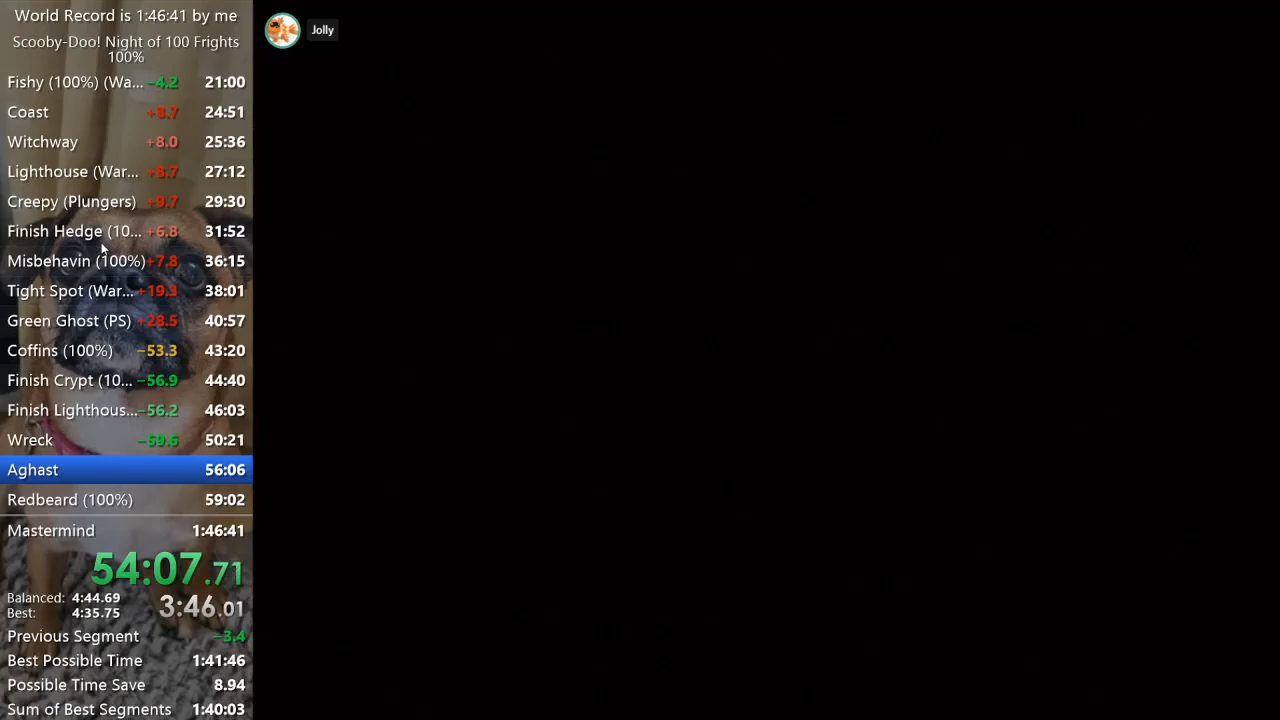 World Record is 1:46:41 by me
Scooby-Doo! Night of 100 Frights
100%
Fishy (100%) (Wa... −4.2 21:00
Coast +8.7 24:51
Witchway +8.0 25:36
Lighthouse (War... +8.7 27:12
Creepy (Plungers) +9.7 29:30
Finish Hedge (10... +6.8 31:52
Misbehavin (100%) +7.8 36:15
Tight Spot (War... +19.3 38:01
Green Ghost (PS) +28.5 40:57
Coffins (100%) −53.3 43:20
Finish Crypt (10... −56.9 44:40
Finish Lighthous... −56.2 46:03
Wreck −59.6 50:21
Aghast 56:06
Redbeard (100%) 59:02
Mastermind 1:46:41
54:07.71
Balanced: 4:44.69
Best: 4:35.75
3:46.01
Previous Segment −3.4
Best Possible Time 1:41:46
Possible Time Save 8.94
Sum of Best Segments 1:40:03
Jolly